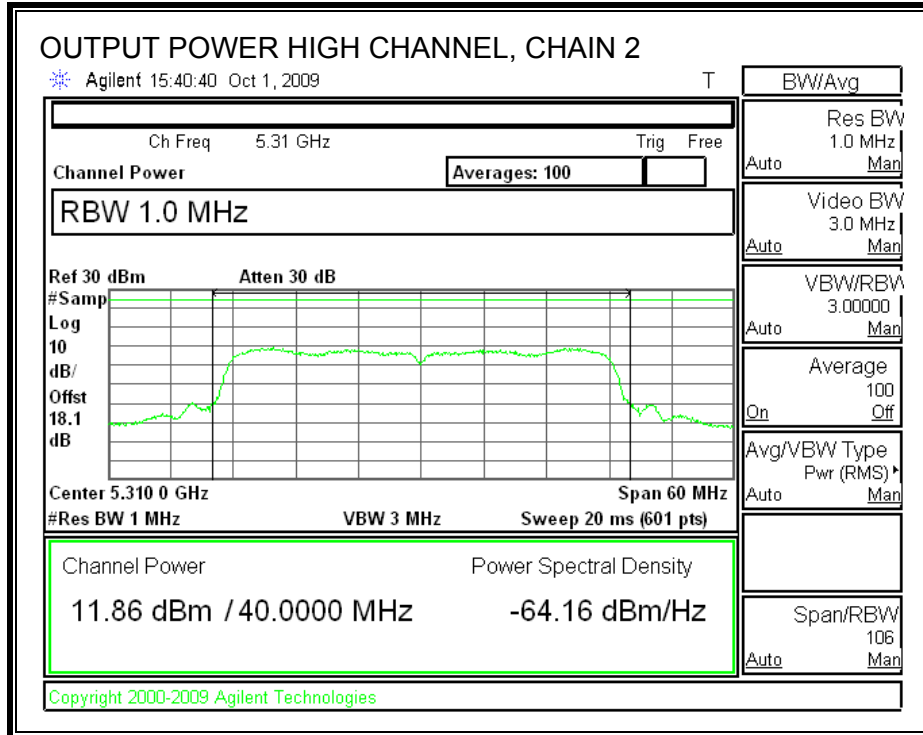 OUTPUT POWER HIGH CHANNEL, CHAIN 2
Agilent 15:40:40 Oct 1, 2009 T
Ch Freq 5.31 GHz Trig Free
Channel Power Averages: 100
RBW 1.0 MHz
Ref 30 dBm Atten 30 dB
#Samp
Log
10
dB/
Offst
18.1
dB
Center 5.310 0 GHz Span 60 MHz
#Res BW 1 MHz VBW 3 MHz Sweep 20 ms (601 pts)
Channel Power Power Spectral Density
11.86 dBm / 40.0000 MHz -64.16 dBm/Hz
Copyright 2000-2009 Agilent Technologies
BW/Avg
Res BW
1.0 MHz
Auto Man
Video BW
3.0 MHz
Auto Man
VBW/RBW
3.00000
Auto Man
Average
100
On Off
Avg/VBW Type
Pwr (RMS)
Auto Man
Span/RBW
106
Auto Man